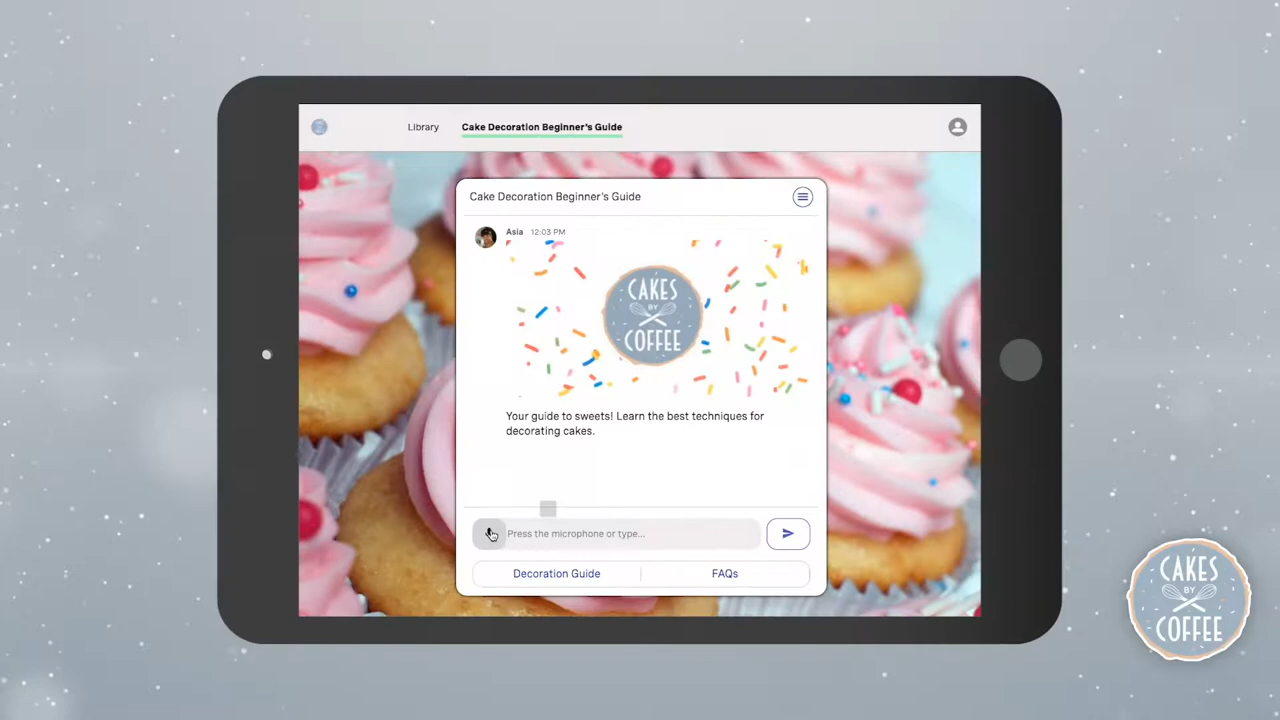 Library
Cake Decoration Beginner's Guide
Cake Decoration Beginner's Guide
Asia 12:03 PM
CAKES
BY
COFFEE
Your guide to sweets! Learn the best techniques for
decorating cakes.
Press the microphone or type...
Decoration Guide
FAQs
CAKES
BY
COFFEE